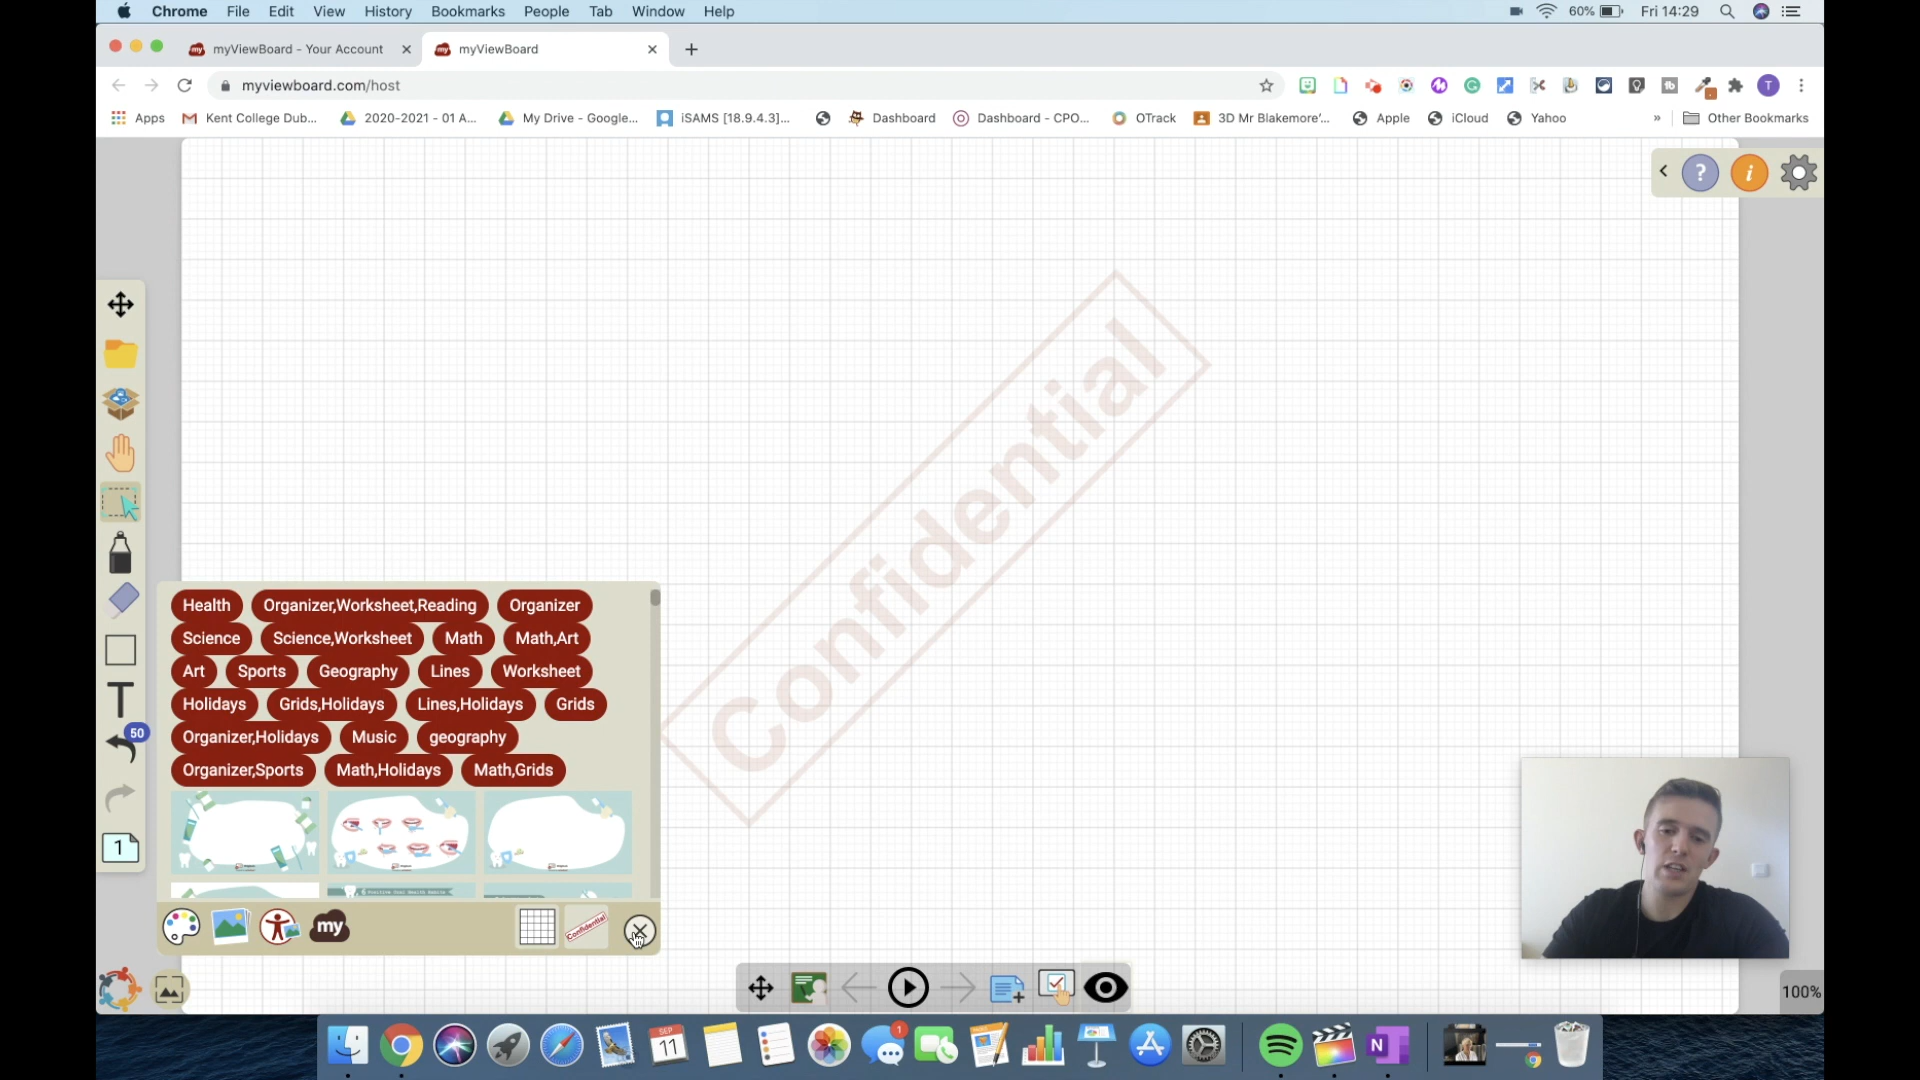 Chrome File Edit View History Bookmarks People Tab Window Help 60% Fri 14:29
myViewBoard - Your Account myViewBoard
myviewboard.com/host
Apps Kent College Dub... 2020-2021 - 01 A... My Drive - Google... iSAMS [18.9.4.3]... Dashboard Dashboard - CPO... OTrack 3D Mr Blakemore'... Apple iCloud Yahoo » Other Bookmarks
Confidential
Health Organizer,Worksheet,Reading Organizer
Science Science,Worksheet Math Math,Art
Art Sports Geography Lines Worksheet
Holidays Grids,Holidays Lines,Holidays Grids
Organizer,Holidays Music geography
Organizer,Sports Math,Holidays Math,Grids
T
50
1
my Confidential
100%
SEP
11
1
N